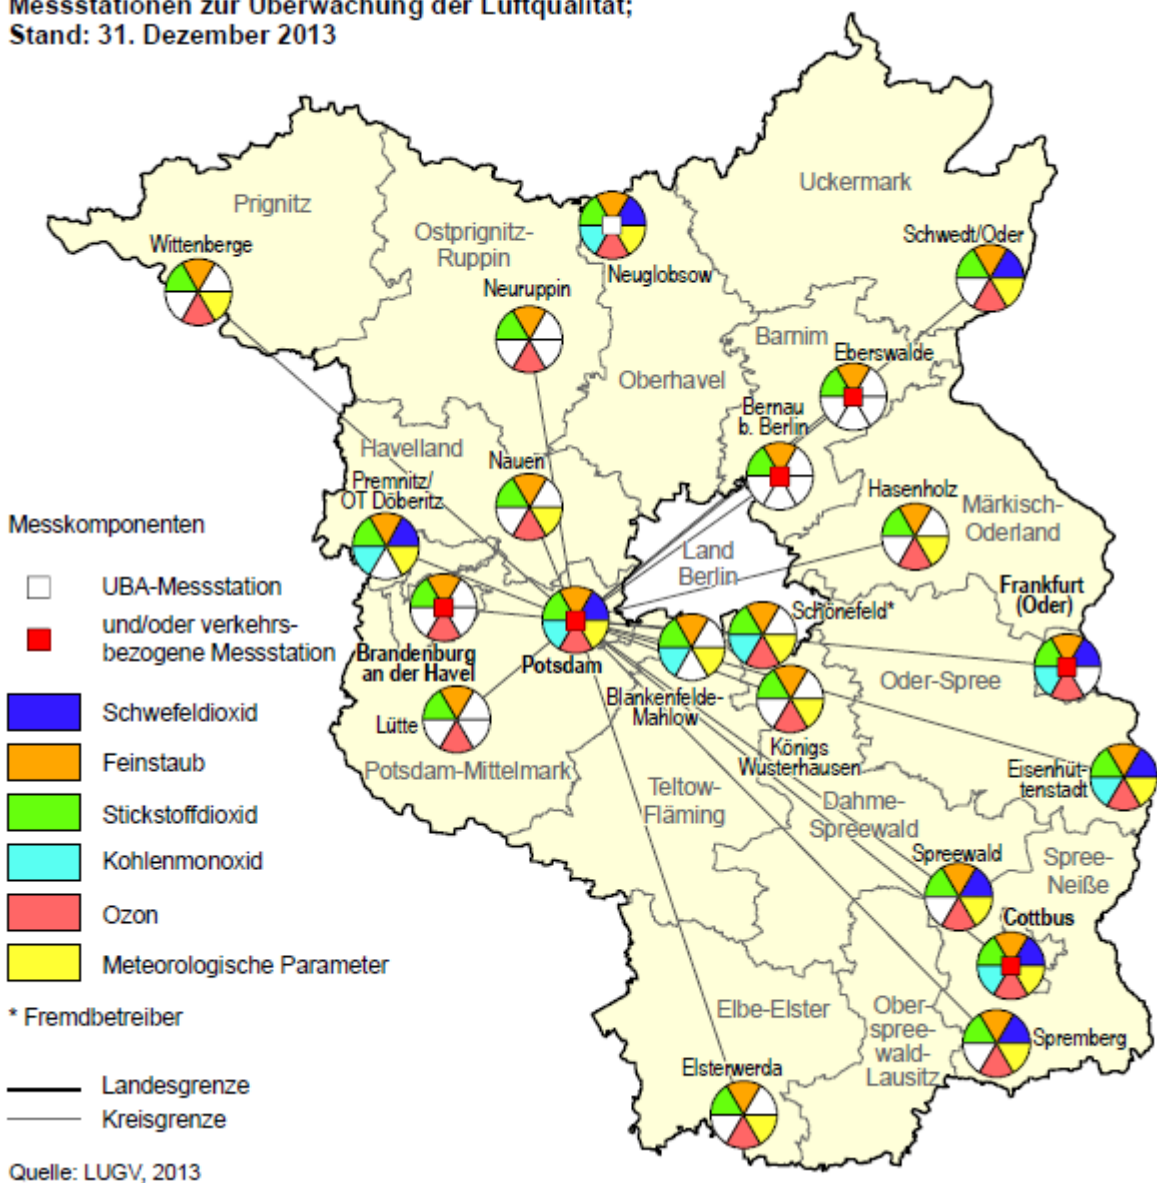 Messstationen zur Überwachung der Luftqualität;
Stand: 31. Dezember 2013
Uckermark
Prignitz
Ostprignitz-
Ruppin
Wittenberge
Schwedt/Oder
Neuglobsow
Neuruppin
Barnim
Eberswalde
Oberhavel
Bernau
b. Berlin
Havelland
Nauen
Premnitz/
OT Döberitz
Hasenholz
Märkisch-
Oderland
Land
Berlin
Frankfurt
(Oder)
Schönefeld*
Brandenburg
an der Havel
Potsdam
Blankenfelde-
Mahlow
Oder-Spree
Lütte
Königs
Wusterhausen
Potsdam-Mittelmark
Eisenhüt-
tenstadt
Teltow-
Fläming
Dahme-
Spreewald
Spreewald
Spree-
Neiße
Cottbus
Elbe-Elster
Ober-
spree-
wald-
Lausitz
Spremberg
Elsterwerda
Messkomponenten
UBA-Messstation
und/oder verkehrs-
bezogene Messstation
Schwefeldioxid
Feinstaub
Stickstoffdioxid
Kohlenmonoxid
Ozon
Meteorologische Parameter
* Fremdbetreiber
Landesgrenze
Kreisgrenze
Quelle: LUGV, 2013